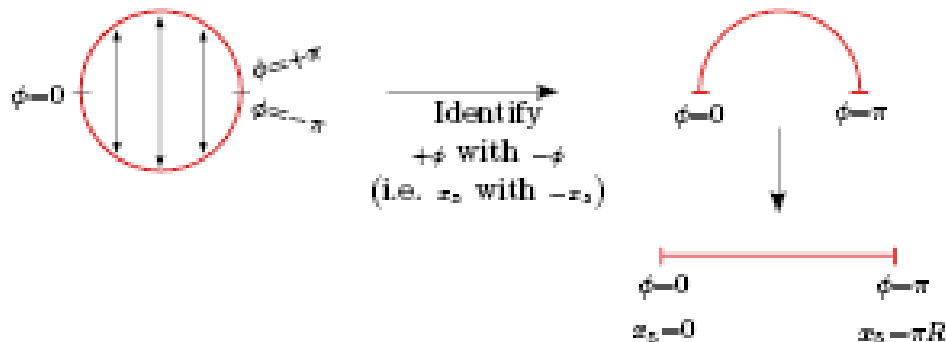 ϕ=0
ϕ=+π
ϕ=-π
Identify
+ϕ with -ϕ
(i.e. x₅ with -x₅)
ϕ=0 ϕ=π
ϕ=0 ϕ=π
x₅=0 x₅=πR